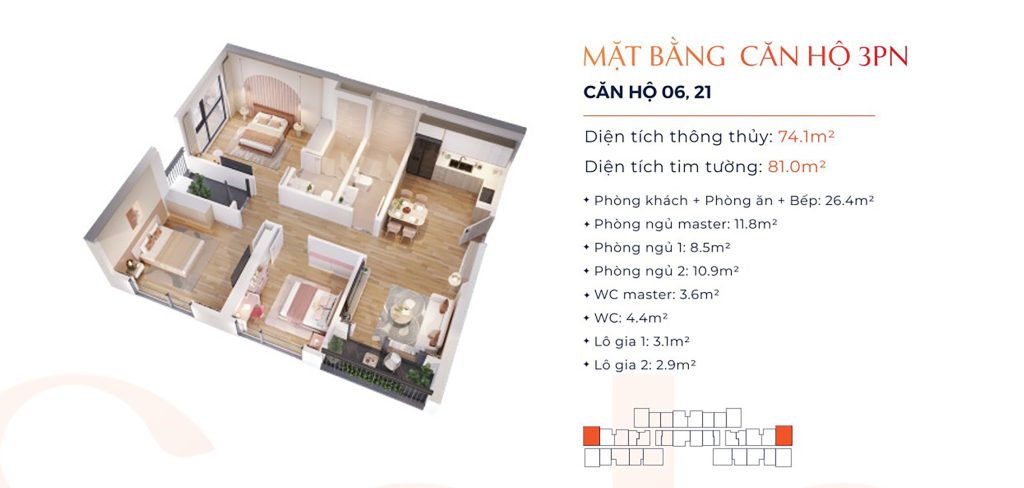 MẶT BẰNG CĂN HỘ 3PN
CĂN HỘ 06, 21
Diện tích thông thủy: 74.1m²
Diện tích tim tường: 81.0m²
✦ Phòng khách + Phòng ăn + Bếp: 26.4m²
✦ Phòng ngủ master: 11.8m²
✦ Phòng ngủ 1: 8.5m²
✦ Phòng ngủ 2: 10.9m²
✦ WC master: 3.6m²
✦ WC: 4.4m²
✦ Lô gia 1: 3.1m²
✦ Lô gia 2: 2.9m²